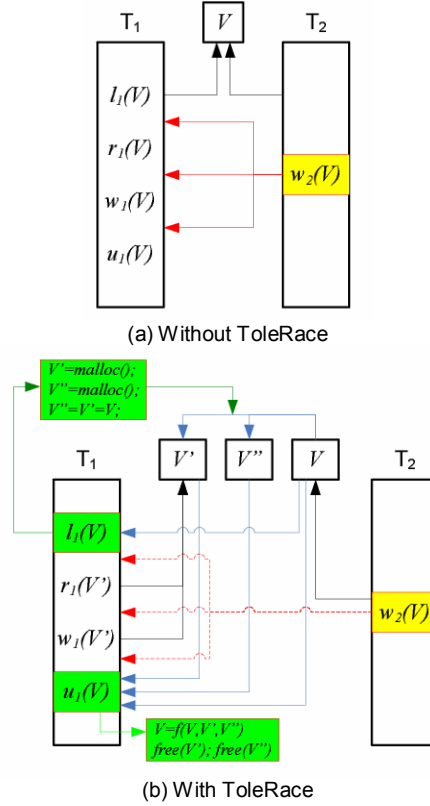 T1 V T2
l1(V)
r1(V)
w2(V)
w1(V)
u1(V)
(a) Without ToleRace
V'=malloc();
V''=malloc();
V''=V'=V;
T1 V' V'' V T2
l1(V)
r1(V')
w2(V)
w1(V')
u1(V)
V=f(V,V',V'')
free(V'); free(V'')
(b) With ToleRace